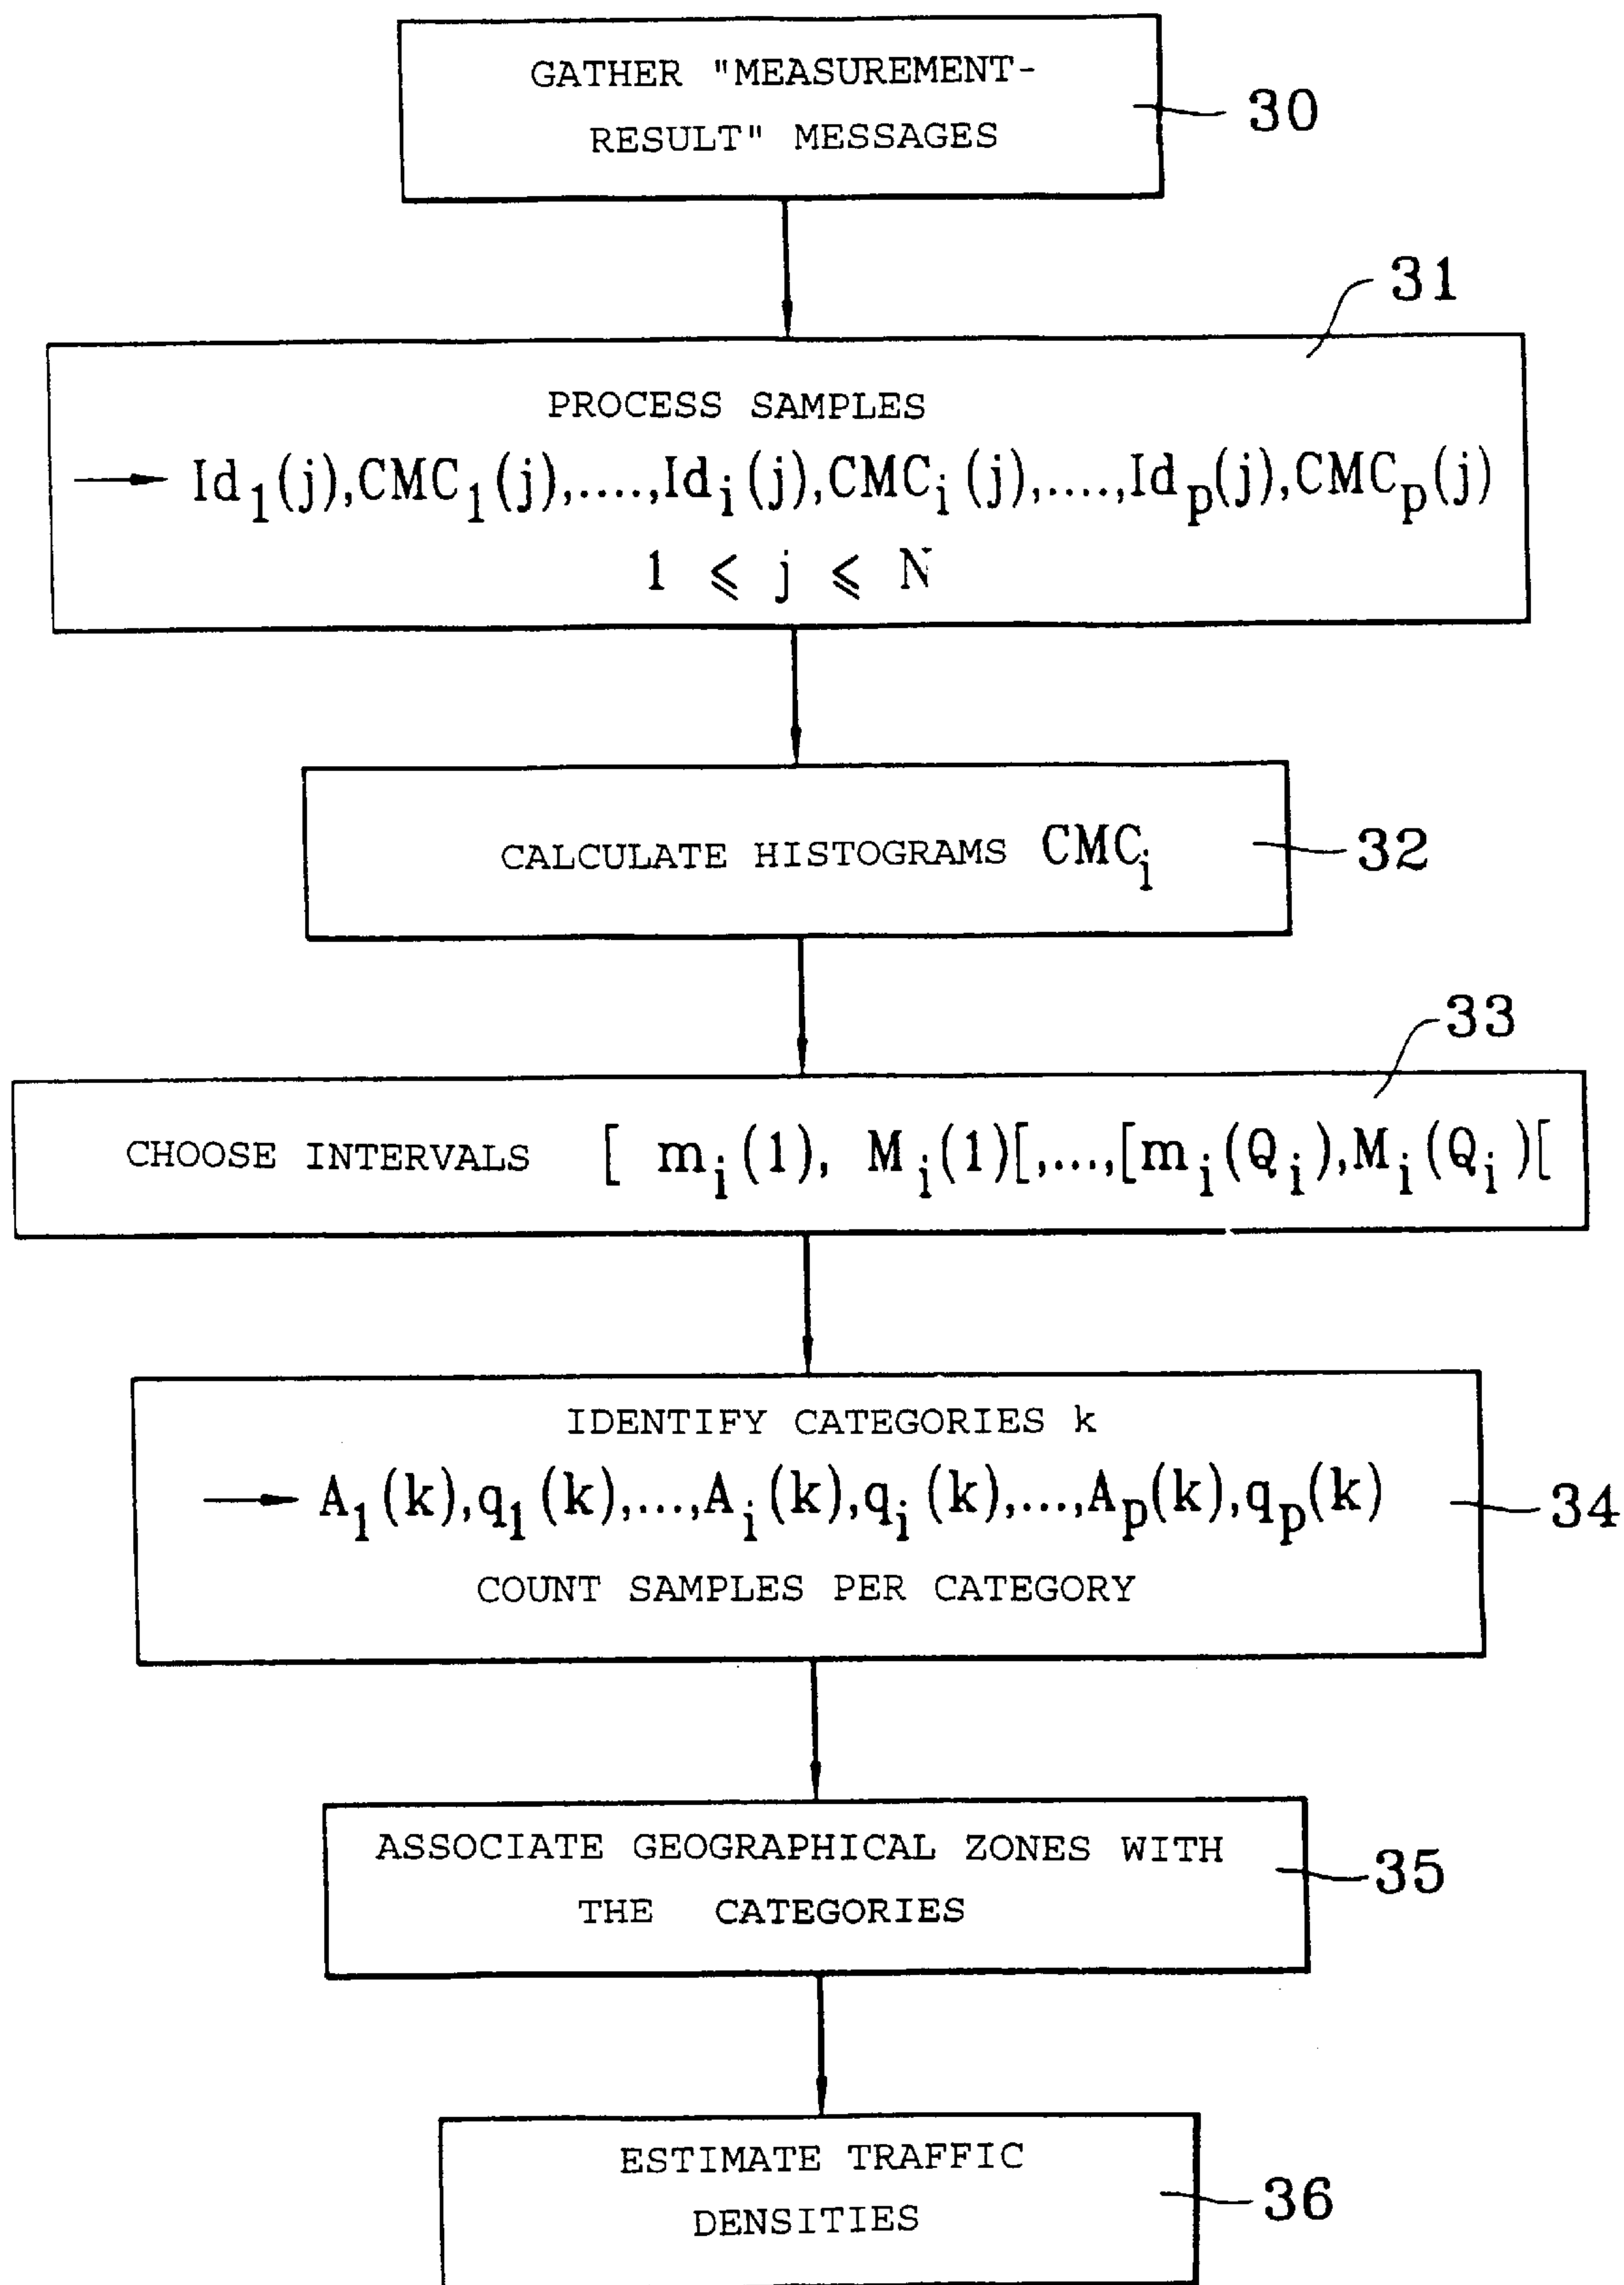 GATHER "MEASUREMENT-
RESULT" MESSAGES
30
31
PROCESS SAMPLES
→ Id₁(j),CMC₁(j),....,Idᵢ(j),CMCᵢ(j),....,Idₚ(j),CMCₚ(j)
1 ⩽ j ⩽ N
CALCULATE HISTOGRAMS CMCᵢ
32
33
CHOOSE INTERVALS [ mᵢ(1), Mᵢ(1)[,...,[mᵢ(Qᵢ),Mᵢ(Qᵢ)[
IDENTIFY CATEGORIES k
→ A₁(k),q₁(k),...,Aᵢ(k),qᵢ(k),...,Aₚ(k),qₚ(k)
34
COUNT SAMPLES PER CATEGORY
ASSOCIATE GEOGRAPHICAL ZONES WITH
THE CATEGORIES
35
ESTIMATE TRAFFIC
DENSITIES
36